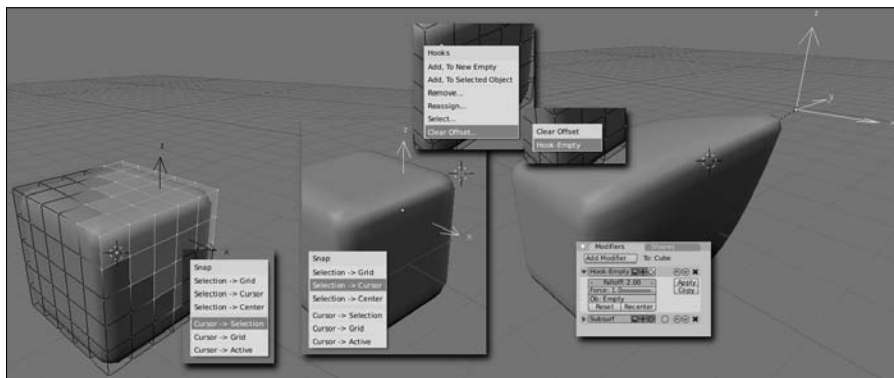 z
x
Snap
Selection -> Grid
Selection -> Cursor
Selection -> Center
Cursor -> Selection
Cursor -> Grid
Cursor -> Active
z
x
Snap
Selection -> Grid
Selection -> Cursor
Selection -> Center
Cursor -> Selection
Cursor -> Grid
Cursor -> Active
Hooks
Add, To New Empty
Add, To Selected Object
Remove...
Reassign...
Select...
Clear Offset...
Clear Offset
Hook-Empty
z
y
Modifiers
Shapes
Add Modifier To: Cube
Hook-Empty
Falloff: 2.00 Apply
Force: 1.0 Copy
Ob: Empty
Reset Recenter
Subsurf